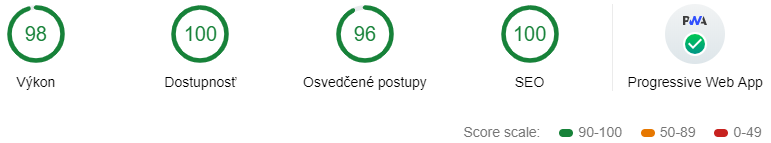 98 100 96 100 PWA
Výkon Dostupnosť Osvedčené postupy SEO Progressive Web App
Score scale: 90-100 50-89 0-49